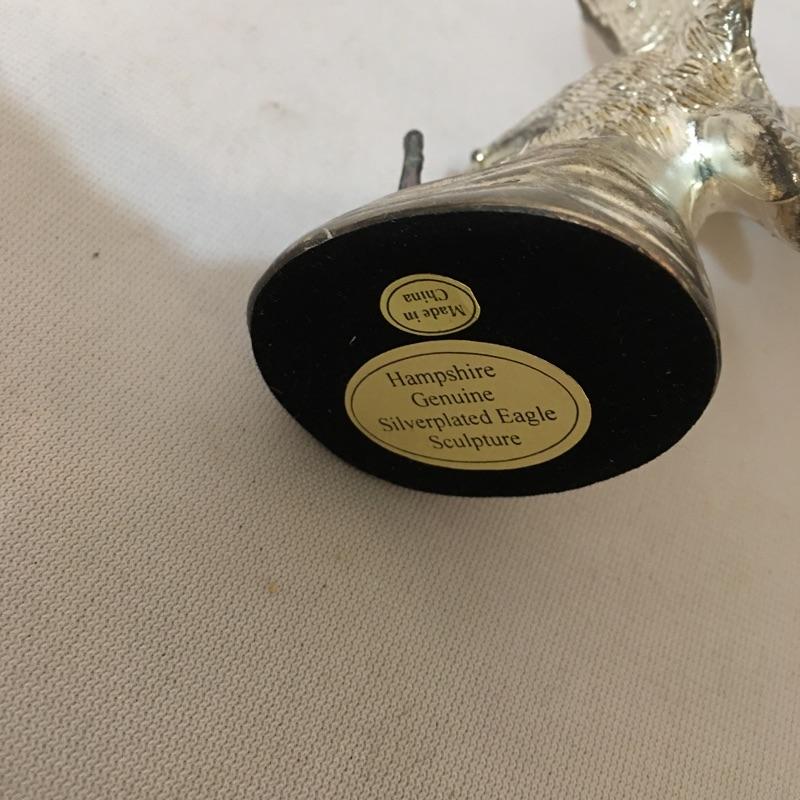 Made in
China
Hampshire
Genuine
Silverplated Eagle
Sculpture